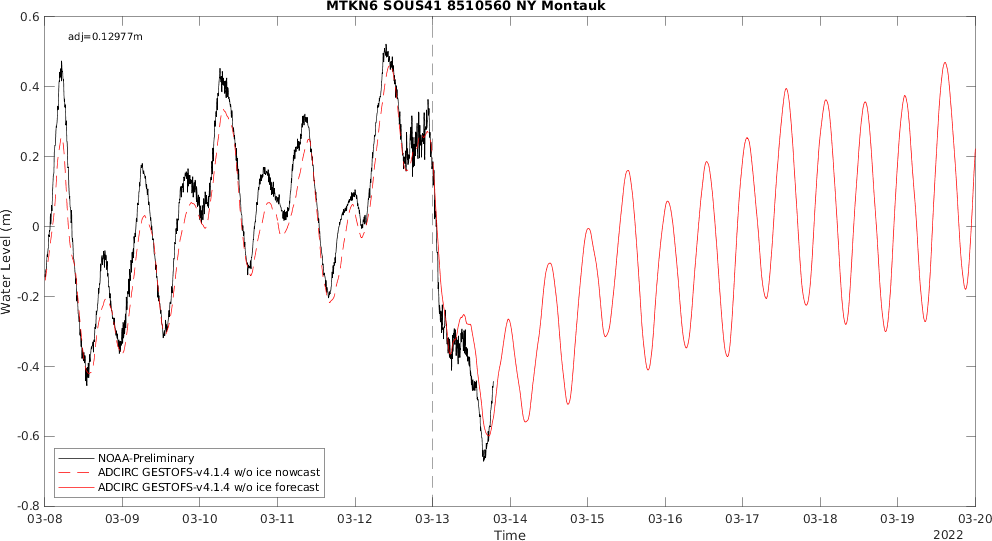 MTKN6 SOUS41 8510560 NY Montauk
adj=0.12977m
0.6
0.4
0.2
0
-0.2
-0.4
-0.6
-0.8
Water Level (m)
NOAA-Preliminary
ADCIRC GESTOFS-v4.1.4 w/o ice nowcast
ADCIRC GESTOFS-v4.1.4 w/o ice forecast
03-08 03-09 03-10 03-11 03-12 03-13 03-14 03-15 03-16 03-17 03-18 03-19 03-20
Time
2022